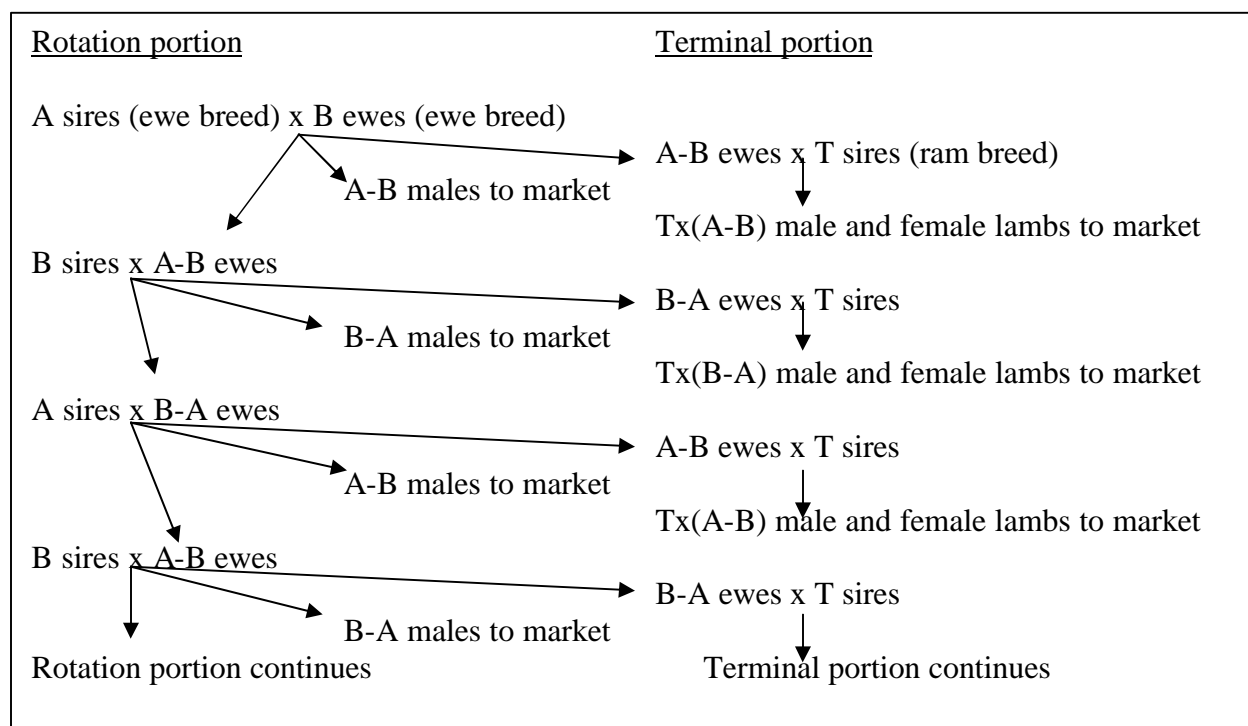 Rotation portion
Terminal portion
A sires (ewe breed) x B ewes (ewe breed)
A-B ewes x T sires (ram breed)
A-B males to market
Tx(A-B) male and female lambs to market
B sires x A-B ewes
B-A ewes x T sires
B-A males to market
Tx(B-A) male and female lambs to market
A sires x B-A ewes
A-B ewes x T sires
A-B males to market
Tx(A-B) male and female lambs to market
B sires x A-B ewes
B-A ewes x T sires
B-A males to market
Rotation portion continues
Terminal portion continues